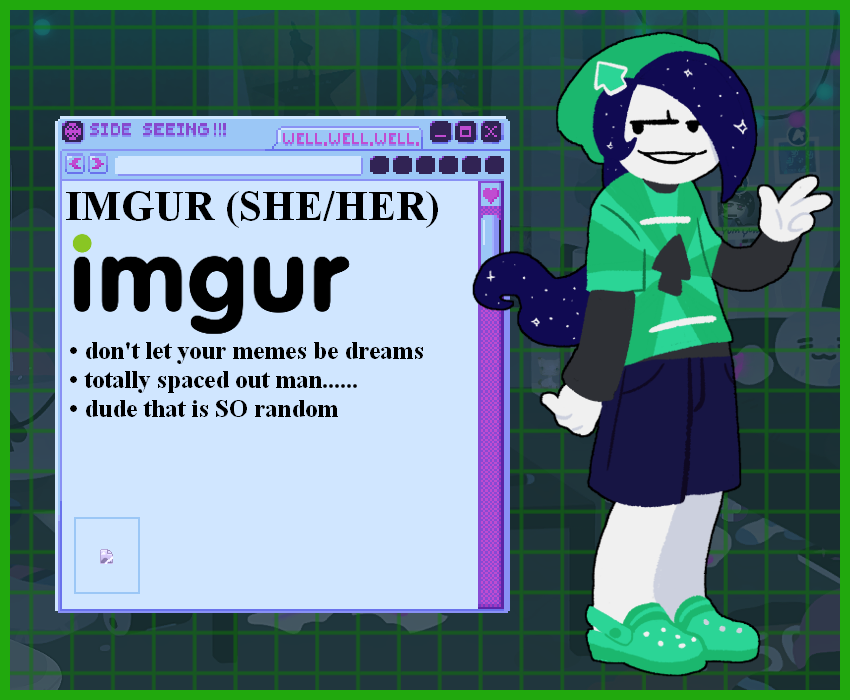 SIDE SEEING!!!
WELL.WELL.WELL.
IMGUR (SHE/HER)
imgur
• don't let your memes be dreams
• totally spaced out man......
• dude that is SO random